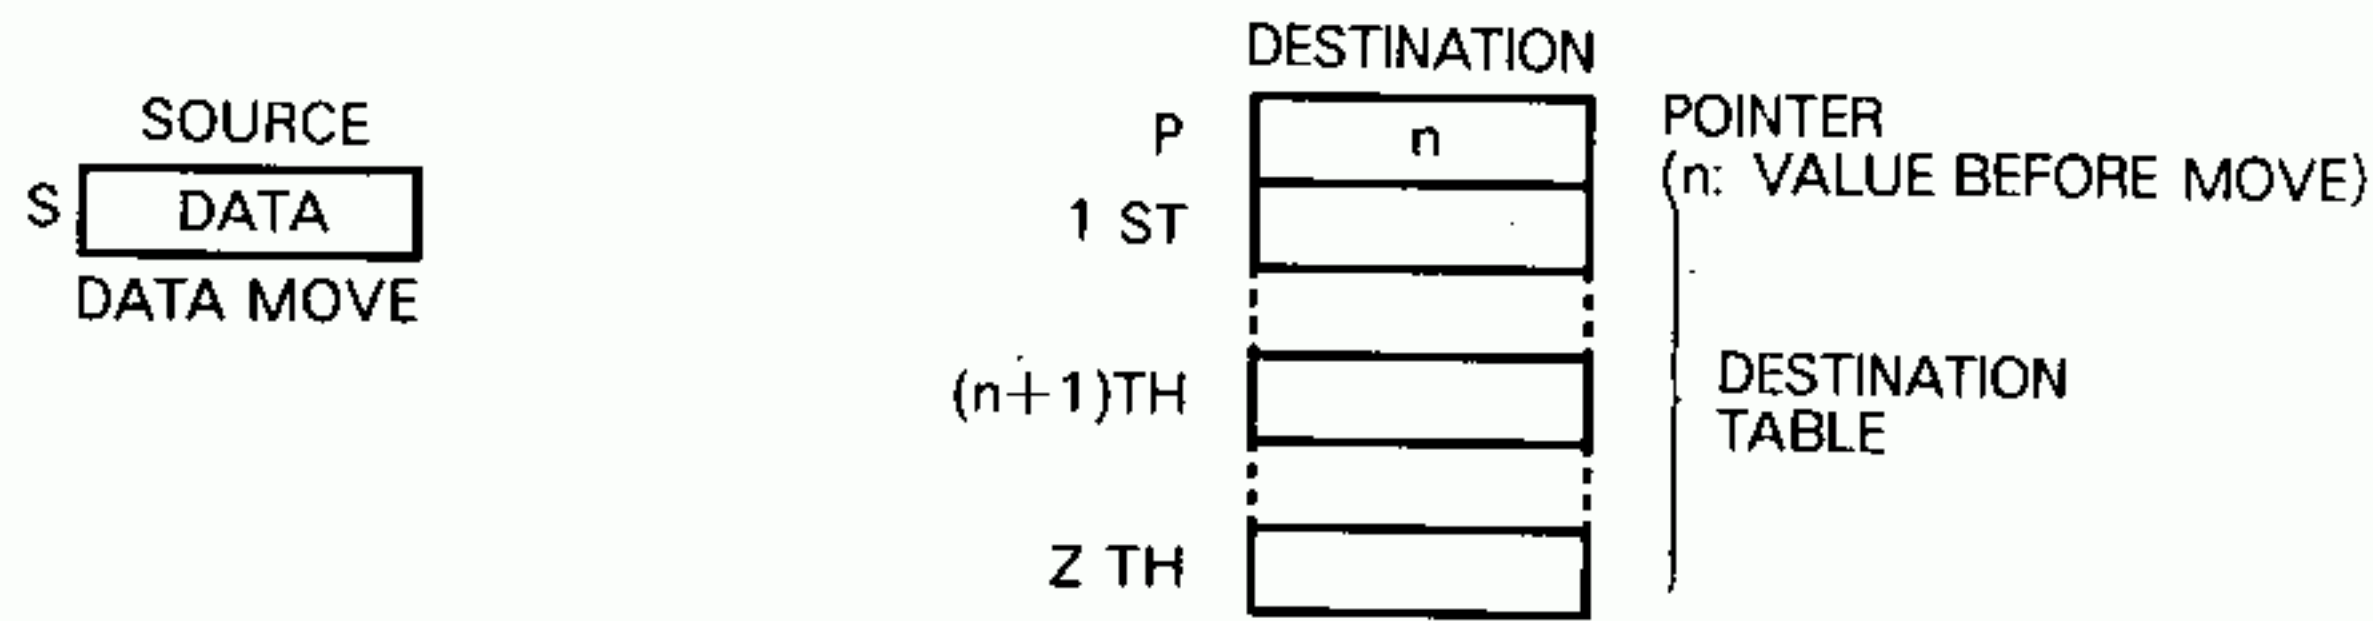 SOURCE
S DATA
DATA MOVE
DESTINATION
P n
POINTER
(n: VALUE BEFORE MOVE)
1 ST
(n+1)TH
DESTINATION
TABLE
Z TH